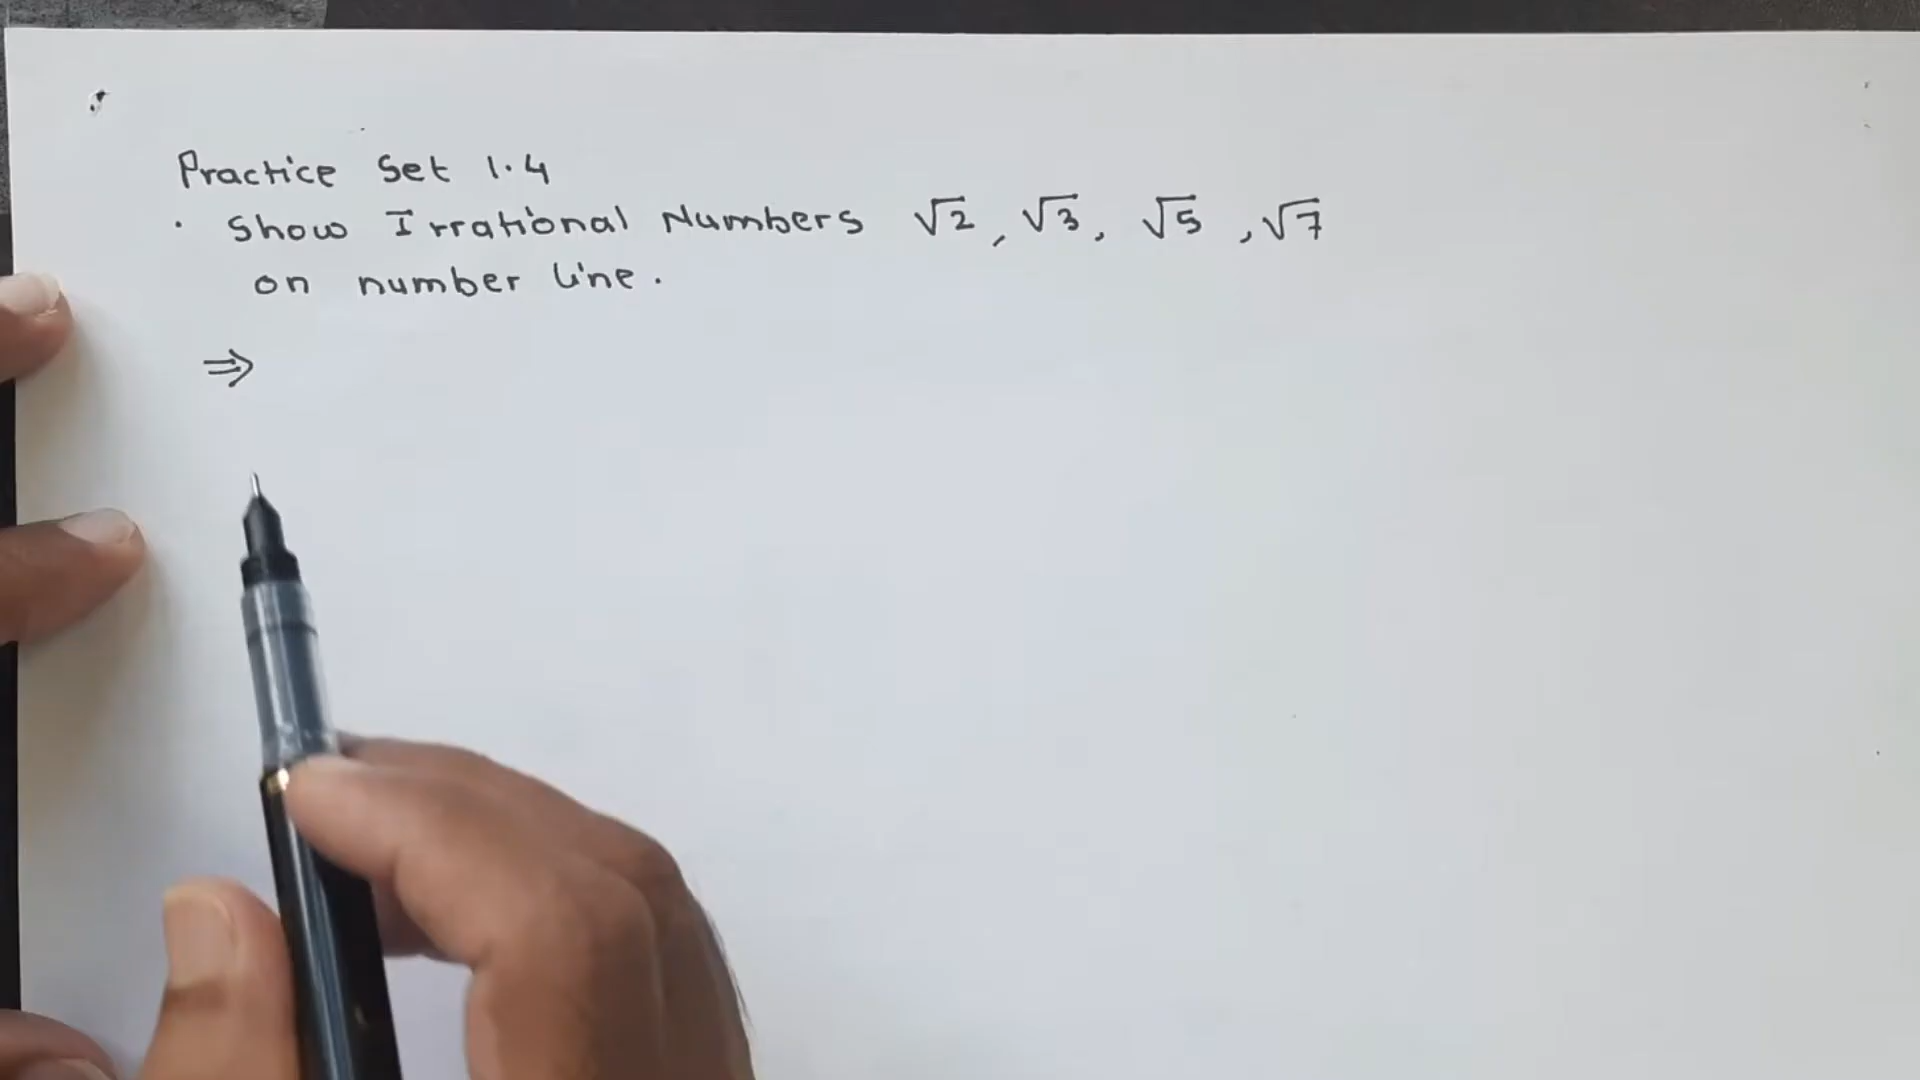 Practice Set 1.4
• Show Irrational Numbers √2, √3, √5, √7
on number line.
⇒